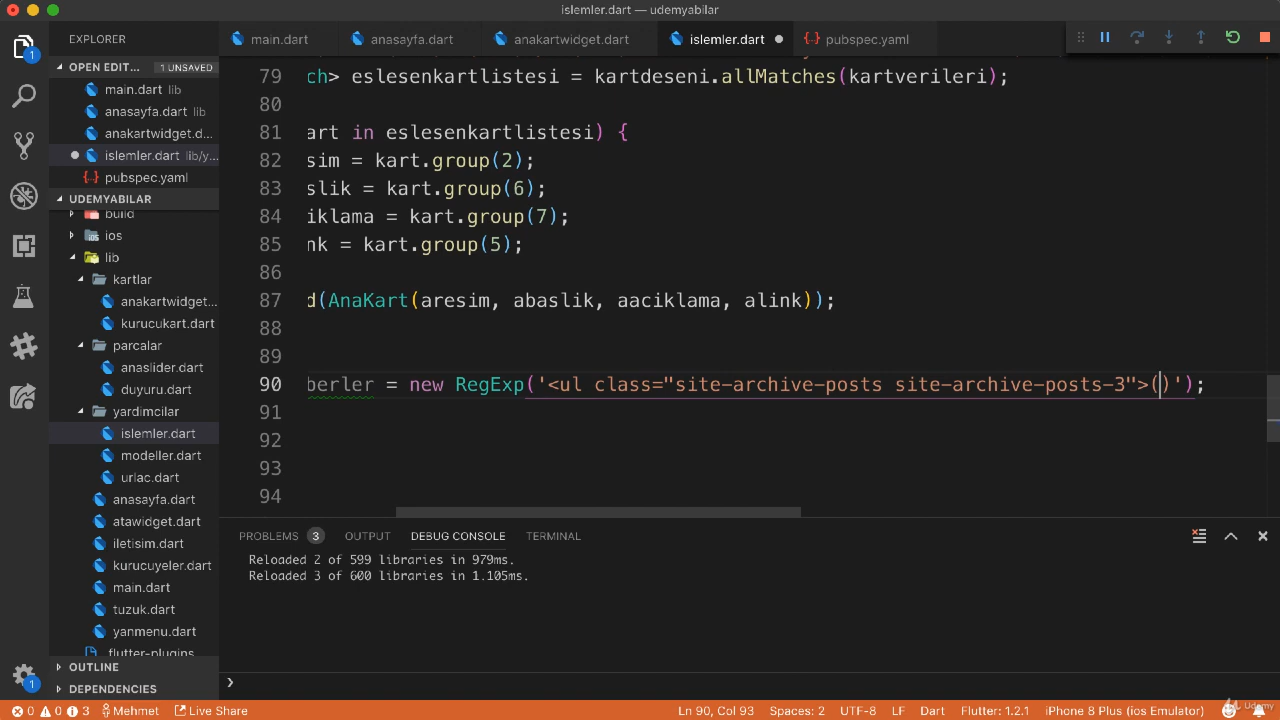 islemler.dart — udemyabilar
EXPLORER
main.dart
anasayfa.dart
anakartwidget.dart
islemler.dart
pubspec.yaml
OPEN EDIT... 1 UNSAVED
main.dart lib
anasayfa.dart lib
anakartwidget.d...
islemler.dart lib/y...
pubspec.yaml
UDEMYABILAR
build
ios
lib
kartlar
anakartwidget...
kurucukart.dart
parcalar
anaslider.dart
duyuru.dart
yardimcilar
islemler.dart
modeller.dart
urlac.dart
anasayfa.dart
atawidget.dart
iletisim.dart
kurucuyeler.dart
main.dart
tuzuk.dart
yanmenu.dart
.flutter-plugins
OUTLINE
DEPENDENCIES
79 ch> eslesenkartlistesi = kartdeseni.allMatches(kartverileri);
80
81 art in eslesenkartlistesi) {
82 sim = kart.group(2);
83 slik = kart.group(6);
84 iklama = kart.group(7);
85 nk = kart.group(5);
86
87 d(AnaKart(aresim, abaslik, aaciklama, alink));
88
89
90 berler = new RegExp('<ul class="site-archive-posts site-archive-posts-3">()');
91
92
93
94
PROBLEMS 3 OUTPUT DEBUG CONSOLE TERMINAL
Reloaded 2 of 599 libraries in 979ms.
Reloaded 3 of 600 libraries in 1.105ms.
0 0 3 Mehmet Live Share Ln 90, Col 93 Spaces: 2 UTF-8 LF Dart Flutter: 1.2.1 iPhone 8 Plus (ios Emulator)
1
1
Udemy